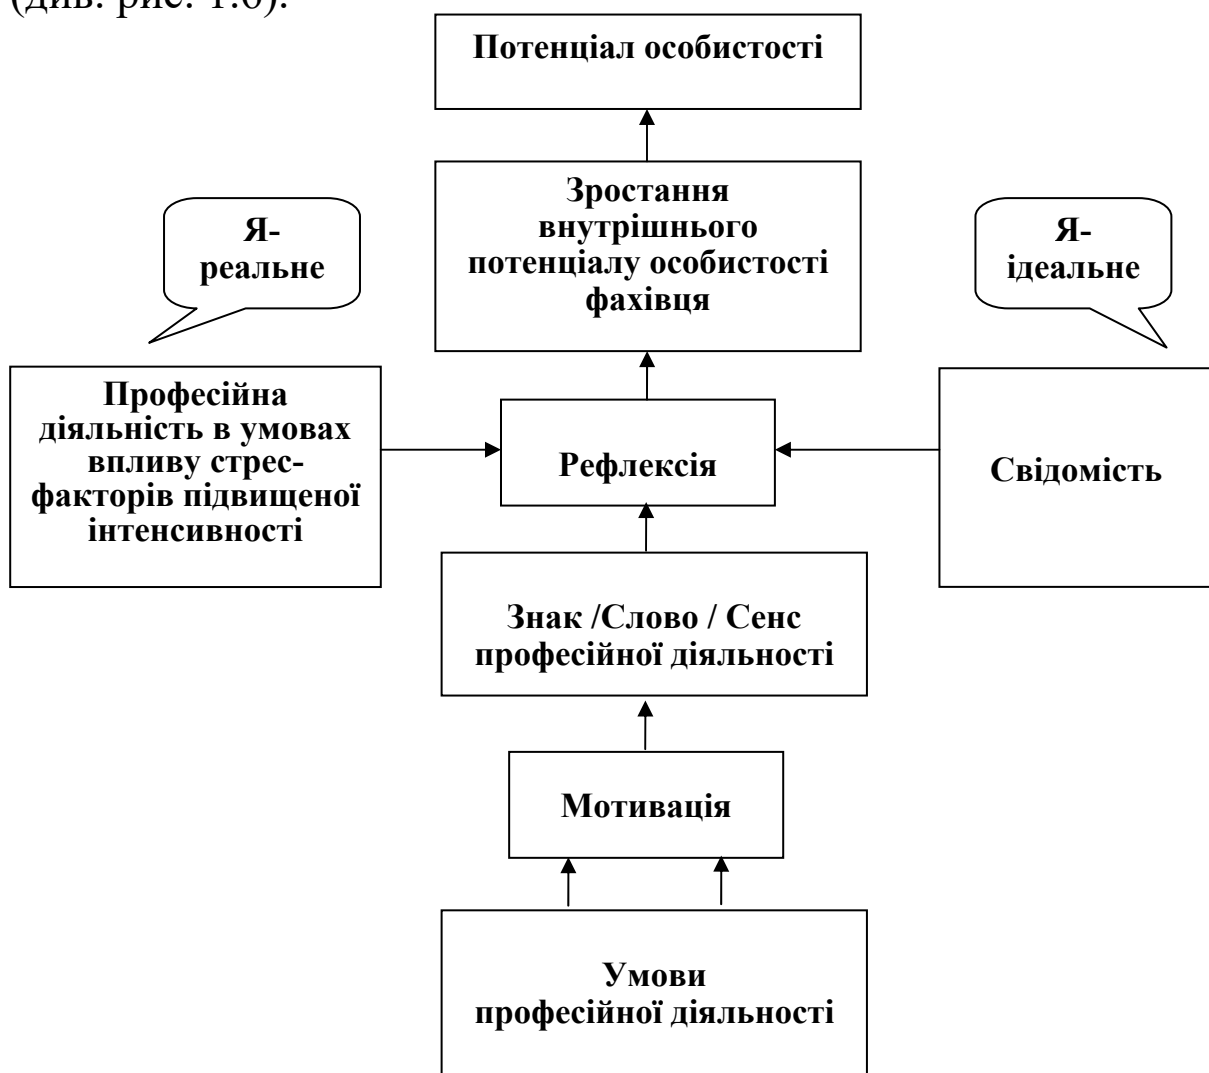 (див. рис. 1.6).
Потенціал особистості
Зростання
внутрішнього
потенціалу особистості
фахівця
Я-
реальне
Я-
ідеальне
Професійна
діяльність в умовах
впливу стрес-
факторів підвищеної
інтенсивності
Рефлексія
Свідомість
Знак /Слово / Сенс
професійної діяльності
Мотивація
Умови
професійної діяльності